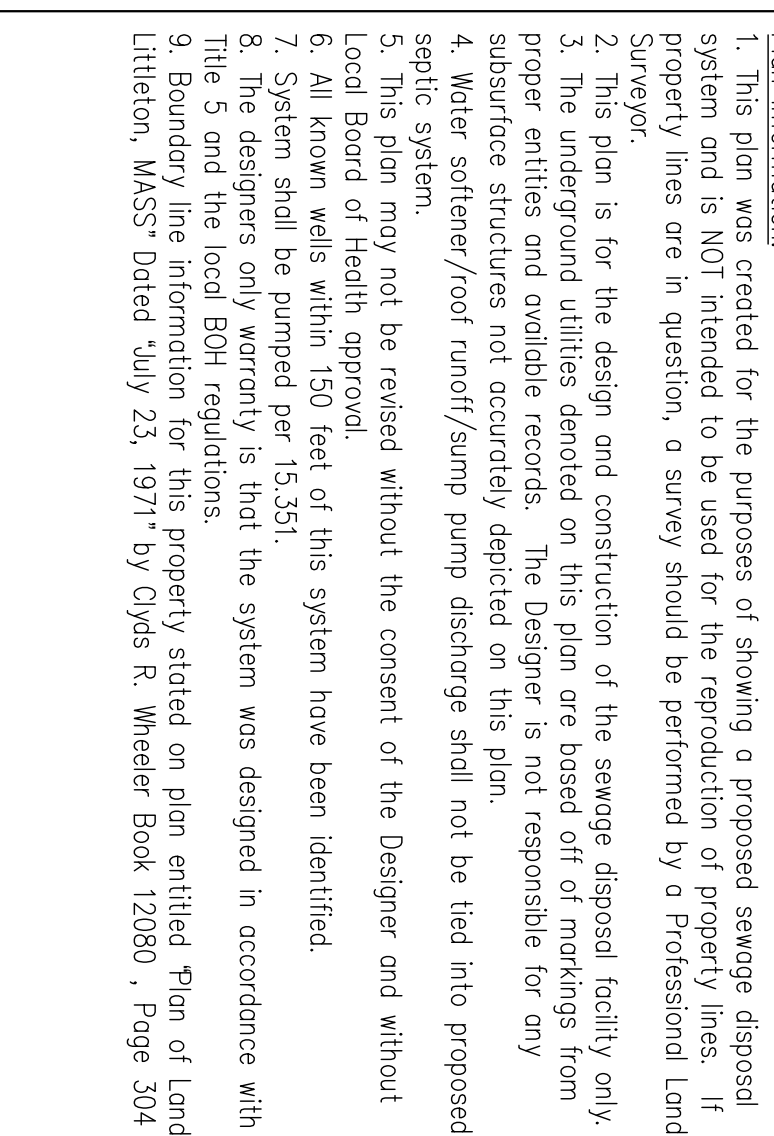 1. This plan was created for the purposes of showing a proposed sewage disposal
system and is NOT intended to be used for the reproduction of property lines. If
property lines are in question, a survey should be performed by a Professional Land
Surveyor.
2. This plan is for the design and construction of the sewage disposal facility only.
3. The underground utilities denoted on this plan are based off of markings from
proper entities and available records. The Designer is not responsible for any
subsurface structures not accurately depicted on this plan.
4. Water softener/roof runoff/sump pump discharge shall not be tied into proposed
septic system.
5. This plan may not be revised without the consent of the Designer and without
Local Board of Health approval.
6. All known wells within 150 feet of this system have been identified.
7. System shall be pumped per 15.351.
8. The designers only warranty is that the system was designed in accordance with
Title 5 and the local BOH regulations.
9. Boundary line information for this property stated on plan entitled "Plan of Land
Littleton, MASS" Dated "July 23, 1971" by Clyds R. Wheeler Book 12080 , Page 304